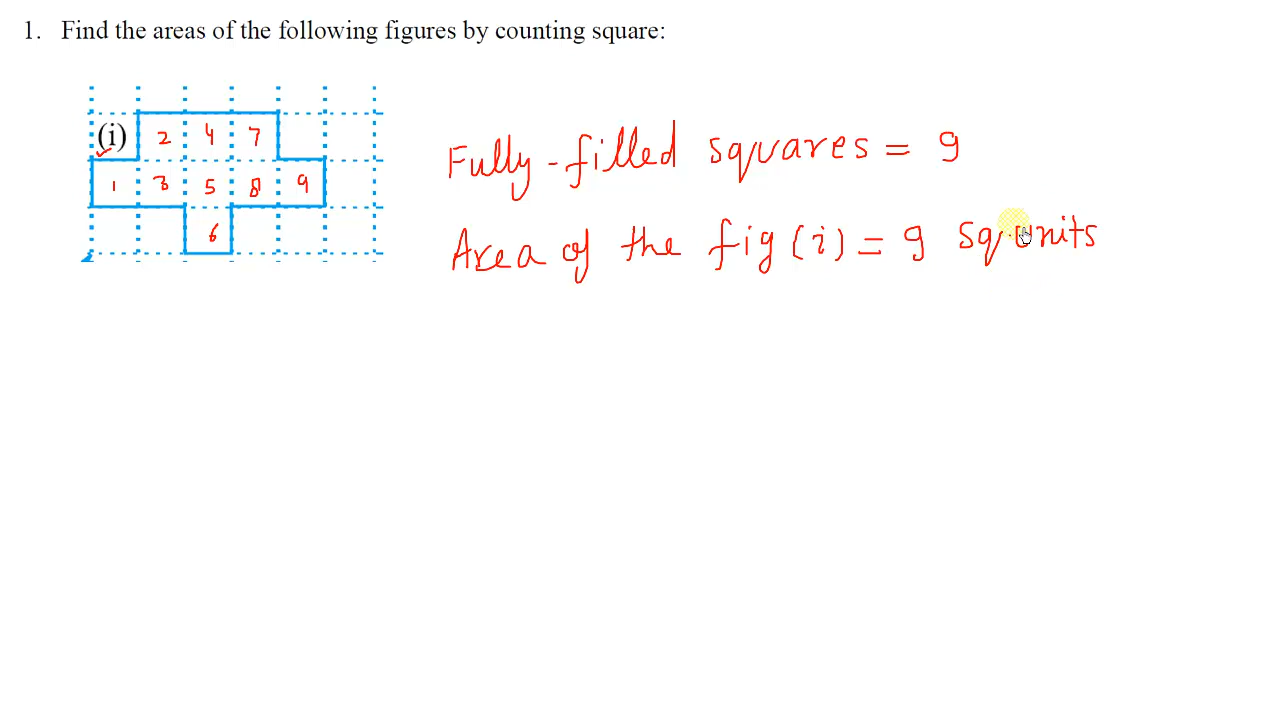 1. Find the areas of the following figures by counting square:
(i) 2 4 7
1 3 5 8 9
6
Fully-filled squares = 9
Area of the fig (i) = 9 sq. units